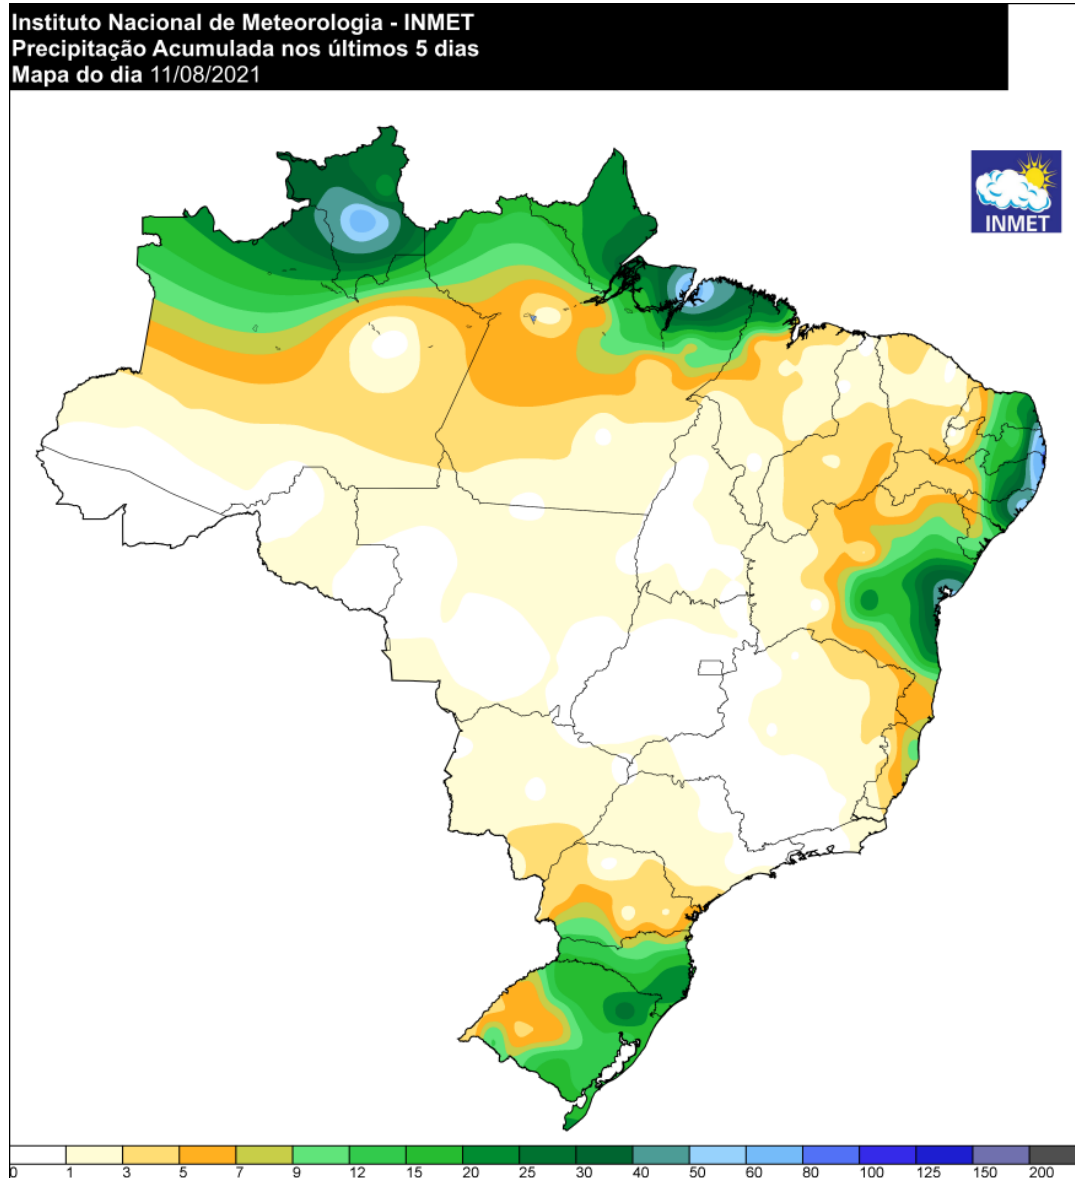 Instituto Nacional de Meteorologia - INMET
Precipitação Acumulada nos últimos 5 dias
Mapa do dia 11/08/2021
INMET
0 1 3 5 7 9 12 15 20 25 30 40 50 60 80 100 125 150 200